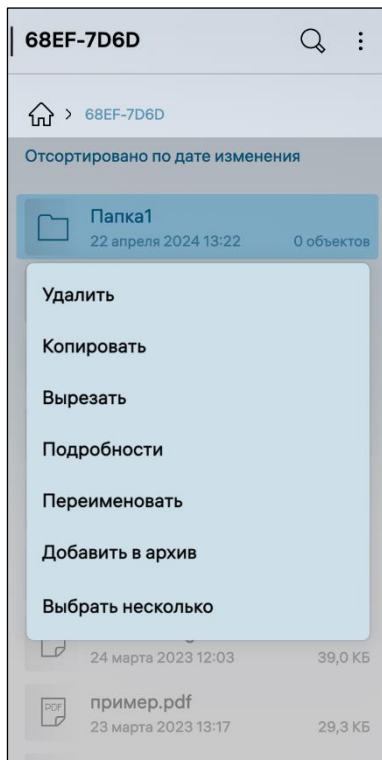 68EF-7D6D
68EF-7D6D
Отсортировано по дате изменения
Папка1
22 апреля 2024 13:22 0 объектов
Удалить
Копировать
Вырезать
Подробности
Переименовать
Добавить в архив
Выбрать несколько
24 марта 2023 12:03 39,0 КБ
PDF пример.pdf
23 марта 2023 13:17 29,3 КБ